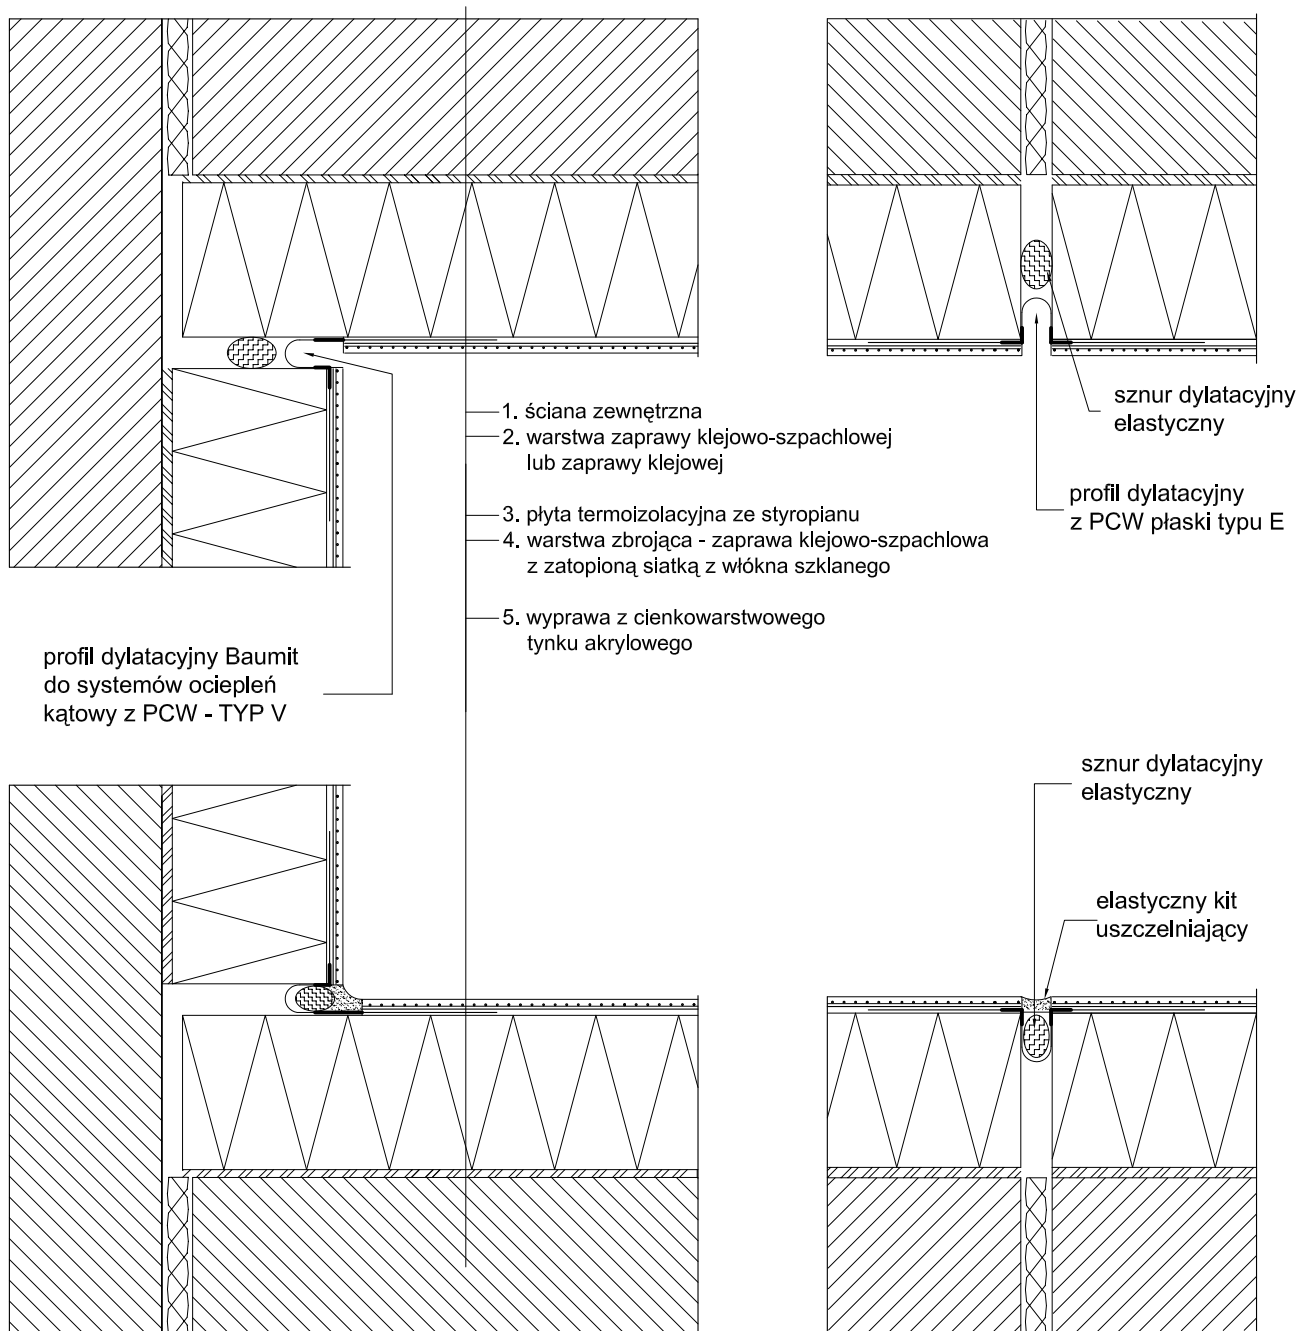 1. ściana zewnętrzna
2. warstwa zaprawy klejowo-szpachlowej
lub zaprawy klejowej
3. płyta termoizolacyjna ze styropianu
4. warstwa zbrojąca - zaprawa klejowo-szpachlowa
z zatopioną siatką z włókna szklanego
5. wyprawa z cienkowarstwowego
tynku akrylowego
profil dylatacyjny Baumit
do systemów ociepleń
kątowy z PCW - TYP V
sznur dylatacyjny
elastyczny
profil dylatacyjny
z PCW płaski typu E
sznur dylatacyjny
elastyczny
elastyczny kit
uszczelniający